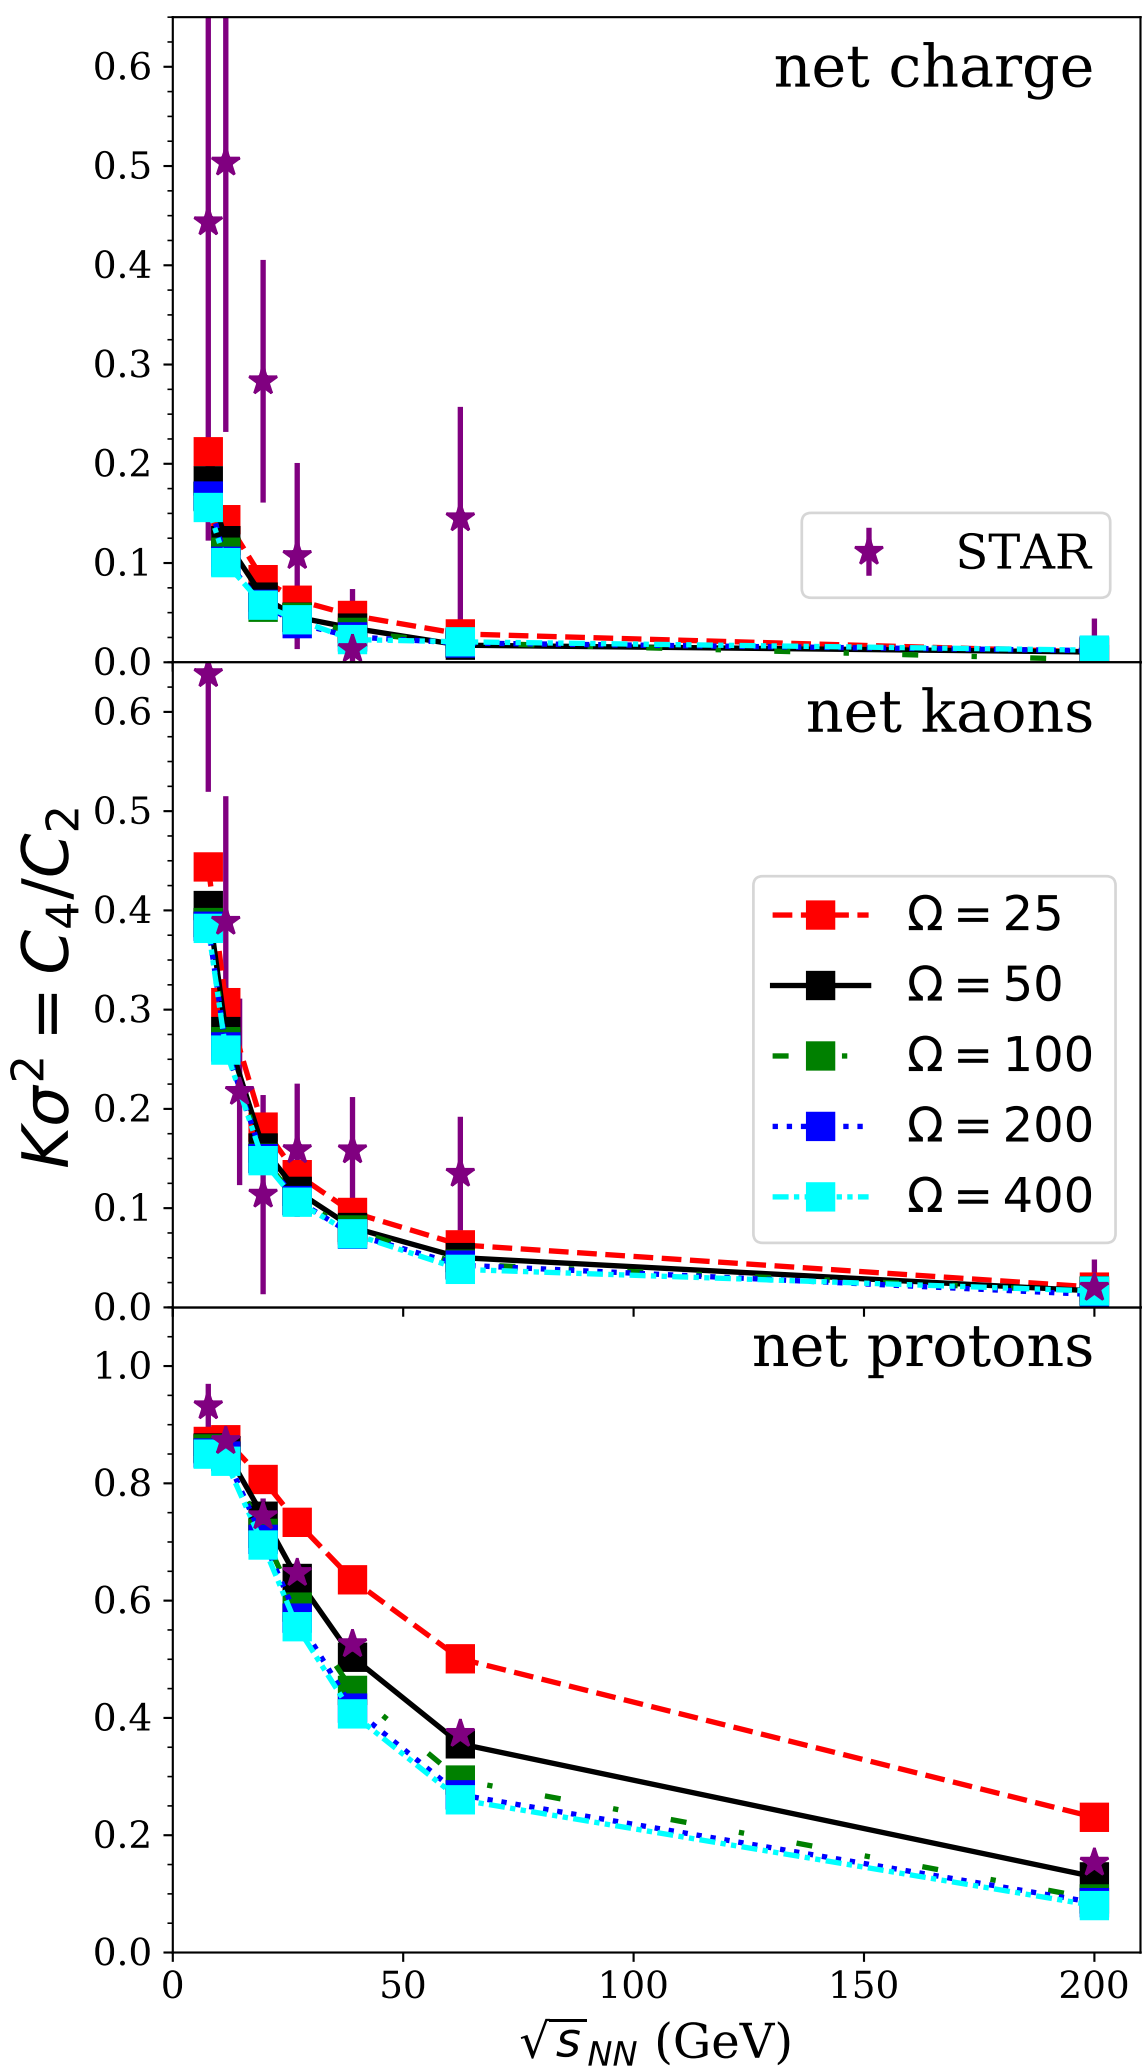 net charge
0.6
0.5
0.4
0.3
0.2
0.1
0.0
STAR
net kaons
0.6
0.5
0.4
0.3
0.2
0.1
0.0
Kσ² = C₄/C₂
Ω = 25
Ω = 50
Ω = 100
Ω = 200
Ω = 400
net protons
1.0
0.8
0.6
0.4
0.2
0.0
0 50 100 150 200
√s_NN (GeV)